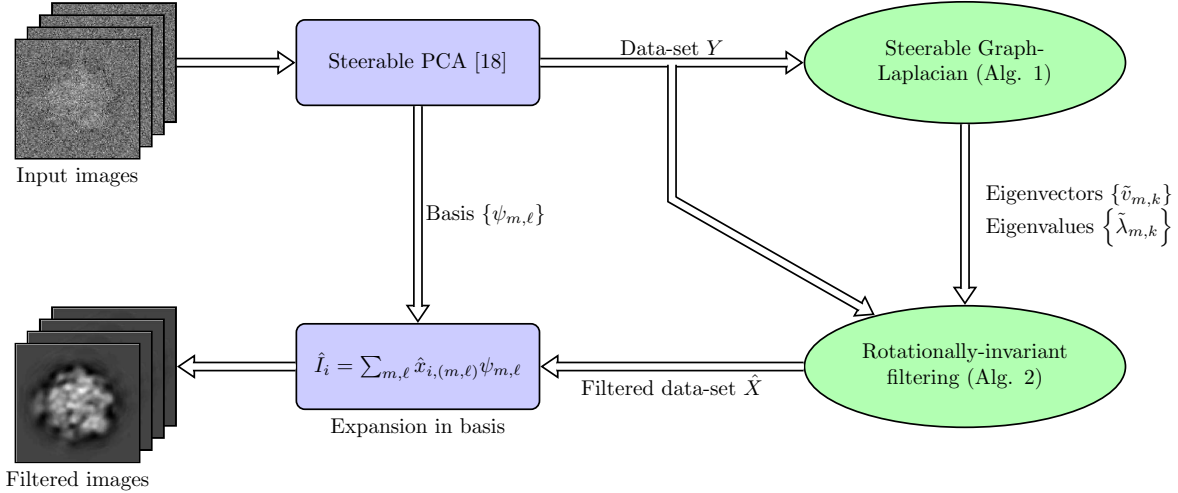 Input images
Steerable PCA [18]
Data-set Y
Steerable Graph-
Laplacian (Alg. 1)
Basis {ψ_{m,ℓ}}
Eigenvectors {ṽ_{m,k}}
Eigenvalues {λ̃_{m,k}}
Rotationally-invariant
filtering (Alg. 2)
Filtered data-set X̂
Î_i = ∑_{m,ℓ} x̂_{i,(m,ℓ)} ψ_{m,ℓ}
Expansion in basis
Filtered images